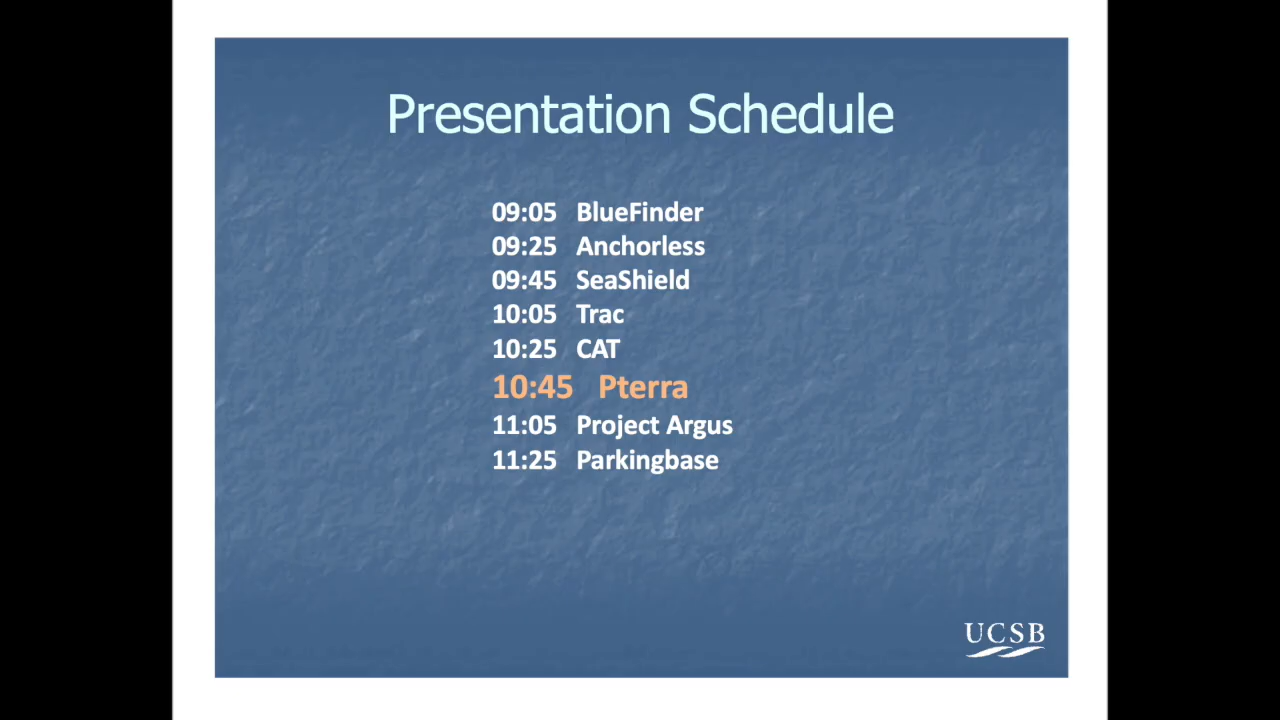 Presentation Schedule
09:05 BlueFinder
09:25 Anchorless
09:45 SeaShield
10:05 Trac
10:25 CAT
10:45 Pterra
11:05 Project Argus
11:25 Parkingbase
UCSB